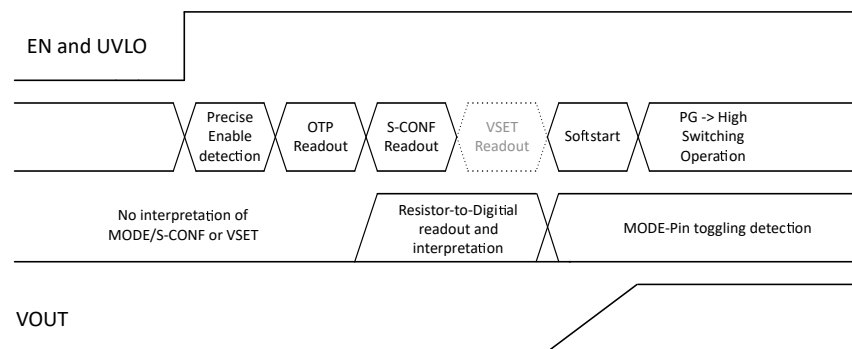 EN and UVLO
Precise
Enable
detection
OTP
Readout
S-CONF
Readout
VSET
Readout
Softstart
PG -> High
Switching
Operation
No interpretation of
MODE/S-CONF or VSET
Resistor-to-Digitial
readout and
interpretation
MODE-Pin toggling detection
VOUT